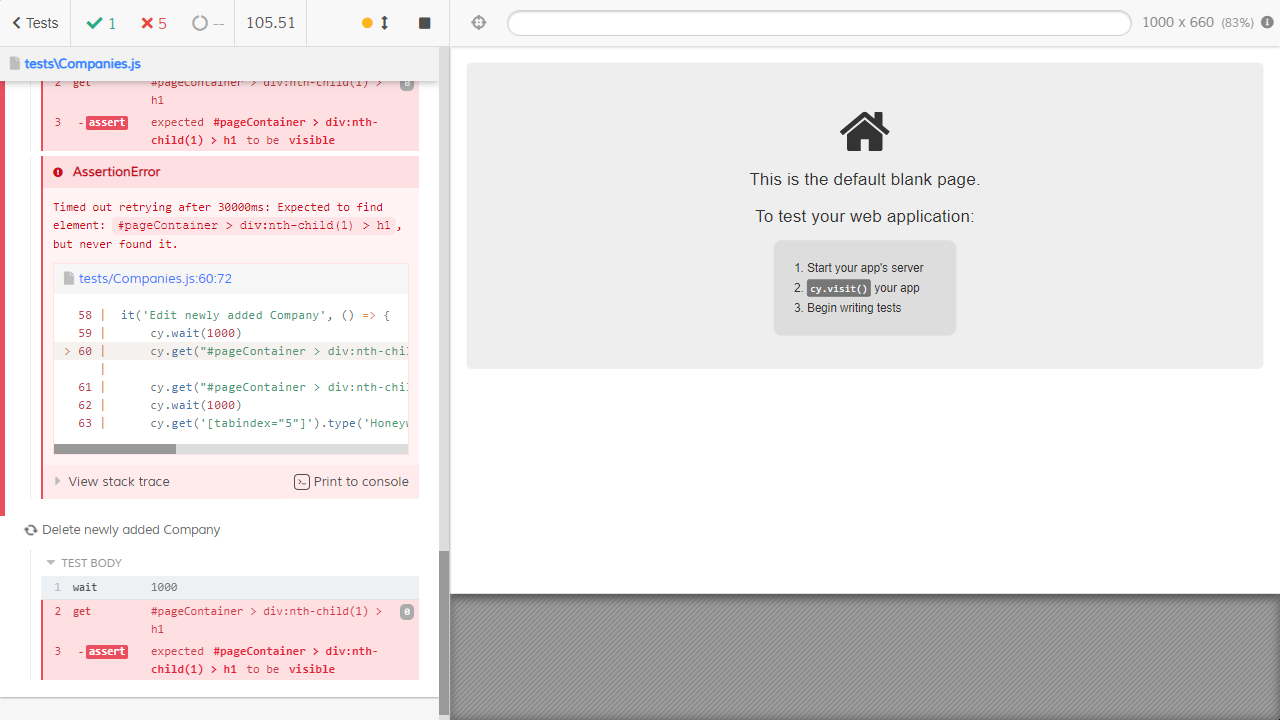 Tests
1
5
--
105.51
1000 x 660 (83%)
tests\Companies.js
2 get #pageContainer > div:nth-child(1) > 0
h1
3 -assert expected #pageContainer > div:nth-
child(1) > h1 to be visible
AssertionError
Timed out retrying after 30000ms: Expected to find
element: #pageContainer > div:nth-child(1) > h1,
but never found it.
tests/Companies.js:60:72
58 | it('Edit newly added Company', () => {
59 | cy.wait(1000)
> 60 | cy.get("#pageContainer > div:nth-chi
|
61 | cy.get("#pageContainer > div:nth-chi
62 | cy.wait(1000)
63 | cy.get('[tabindex="5"]').type('Honeyw
View stack trace
Print to console
Delete newly added Company
TEST BODY
1 wait 1000
2 get #pageContainer > div:nth-child(1) > 0
h1
3 -assert expected #pageContainer > div:nth-
child(1) > h1 to be visible
This is the default blank page.
To test your web application:
1. Start your app's server
2. cy.visit() your app
3. Begin writing tests